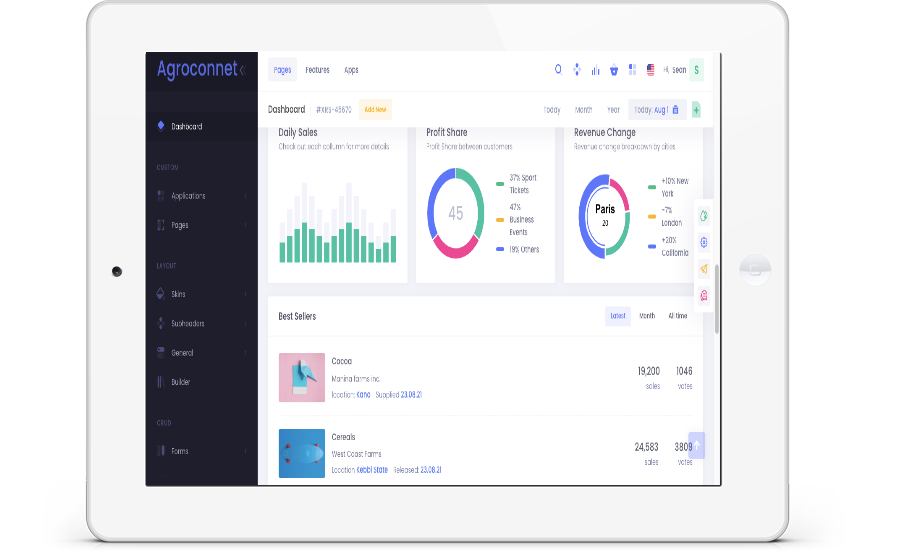 Agroconnet
Pages Features Apps
Hi, Sean S
Dashboard #XRS-45670 Add New
Today Month Year Today: Aug 1
Dashboard
CUSTOM
Applications
Pages
LAYOUT
Skins
Subheaders
General
Builder
CRUD
Forms
Daily Sales
Check out each collumn for more details
Profit Share
Profit Share between customers
45
37% Sport
Tickets
47%
Business
Events
19% Others
Revenue Change
Revenue change breakdown by cities
Paris
20
+10% New
York
-7%
London
+20%
California
Best Sellers
Latest Month All time
Cocoa
Manina farms inc.
location: Kano Supplied 23.08.21
19,200 1046
sales votes
Cereals
West Coast Farms
Location Kebbi State Released: 23.08.21
24,583 3809
sales votes